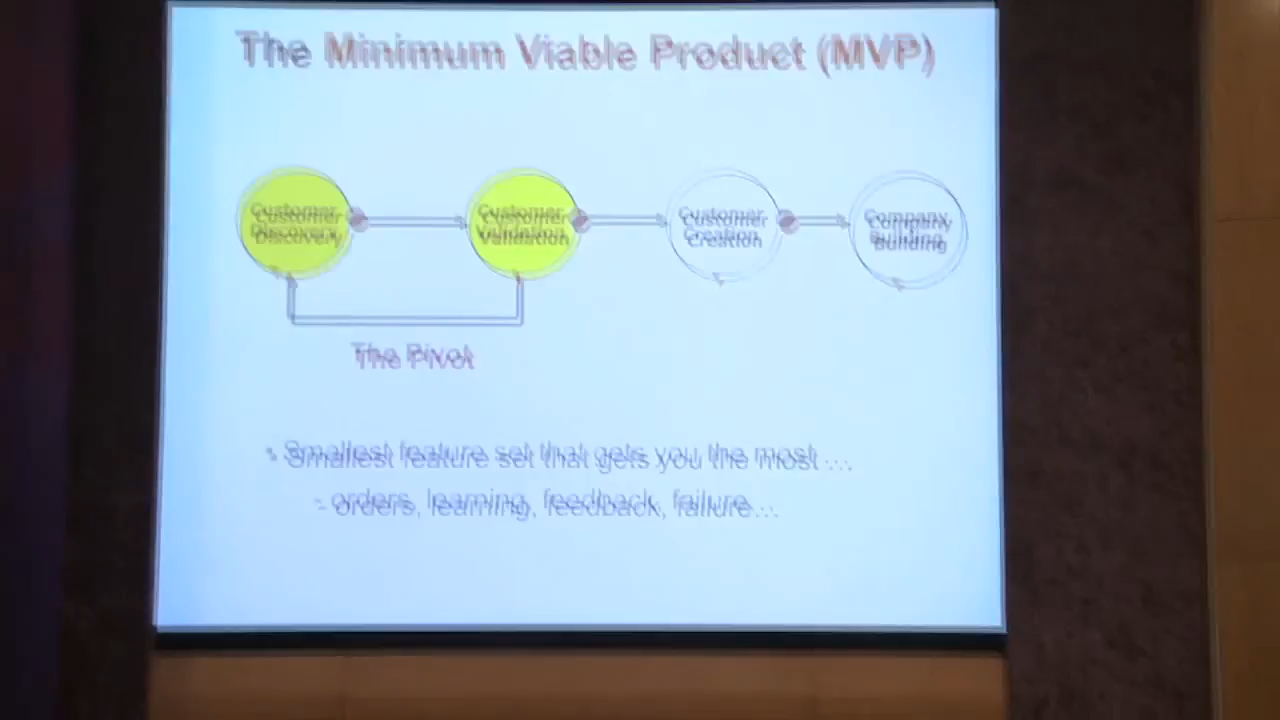 The Minimum Viable Product (MVP)
Customer
Discovery
Customer
Validation
Customer
Creation
Company
Building
The Pivot
• Smallest feature set that gets you the most …
- orders, learning, feedback, failure…